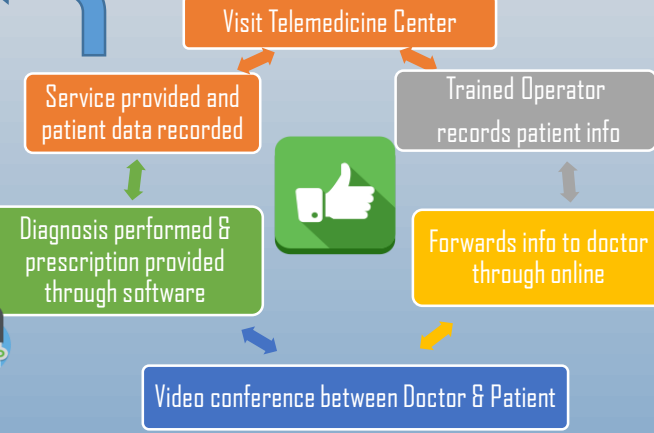 Visit Telemedicine Center
Trained Operator
records patient info
Forwards info to doctor
through online
Video conference between Doctor & Patient
Diagnosis performed &
prescription provided
through software
Service provided and
patient data recorded